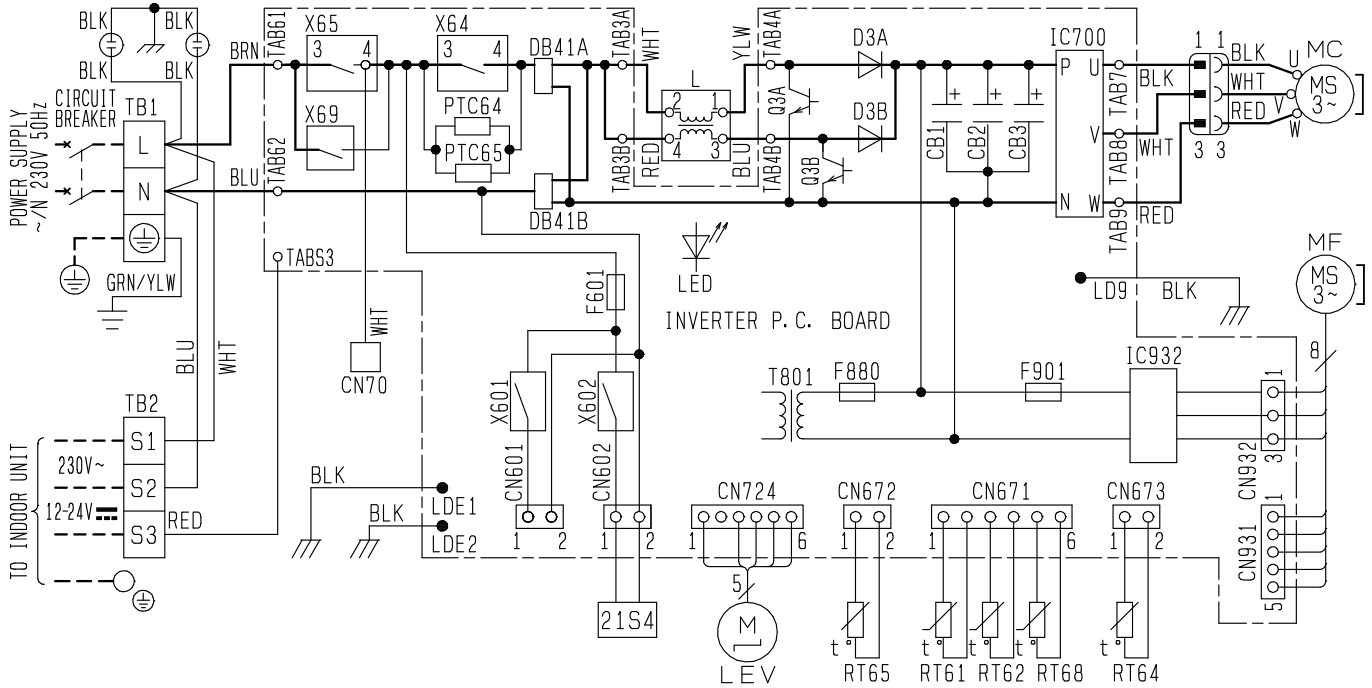 BLK
BLK
BLK
BLK
BRN
TAB61
X65
3 4
X64
3 4
DB41A
TAB3A
WHT
YLW
TAB4A
D3A
IC700
1 1
BLK
U
MC
CIRCUIT
BREAKER
TB1
POWER SUPPLY
~/N 230V 50Hz
L
N
X69
TAB62
PTC64
PTC65
L
2 1
4 3
Q3A
D3B
CB1
CB2
CB3
P
U
TAB7
BLK
WHT
V
MS
3~
RED
W
V
TAB8
WHT
3 3
BLU
DB41B
TAB3B
RED
BLU
TAB4B
Q3B
N
W
TAB9
RED
GRN/YLW
TABS3
F601
LED
INVERTER P.C. BOARD
LD9
BLK
MF
MS
3~
8
BLU
WHT
WHT
CN70
X601
X602
T801
F880
F901
IC932
1
3
CN932
TB2
TO INDOOR UNIT
S1
230V~
S2
12-24V
S3
RED
BLK
LDE1
BLK
LDE2
CN601
1 2
CN602
1 2
CN724
1 6
CN672
1 2
CN671
1 6
CN673
1 2
1
CN931
5
21S4
5
M
LEV
t°
RT65
t°
RT61
t°
RT62
t°
RT68
t°
RT64